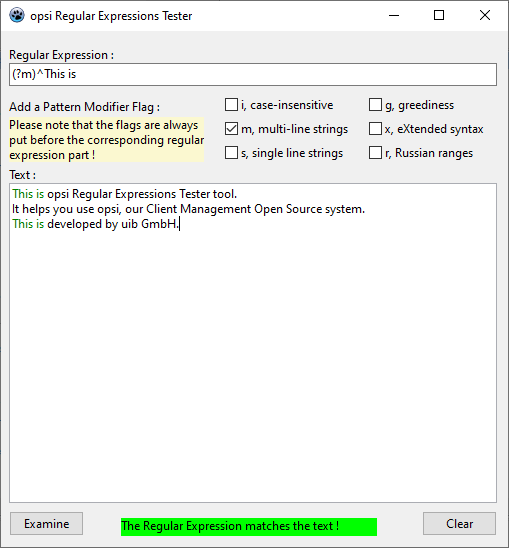 opsi Regular Expressions Tester
Regular Expression :
(?m)^This is
Add a Pattern Modifier Flag :
Please note that the flags are always
put before the corresponding regular
expression part !
i, case-insensitive
g, greediness
m, multi-line strings
x, eXtended syntax
s, single line strings
r, Russian ranges
Text :
This is opsi Regular Expressions Tester tool.
It helps you use opsi, our Client Management Open Source system.
This is developed by uib GmbH.
Examine
The Regular Expression matches the text !
Clear